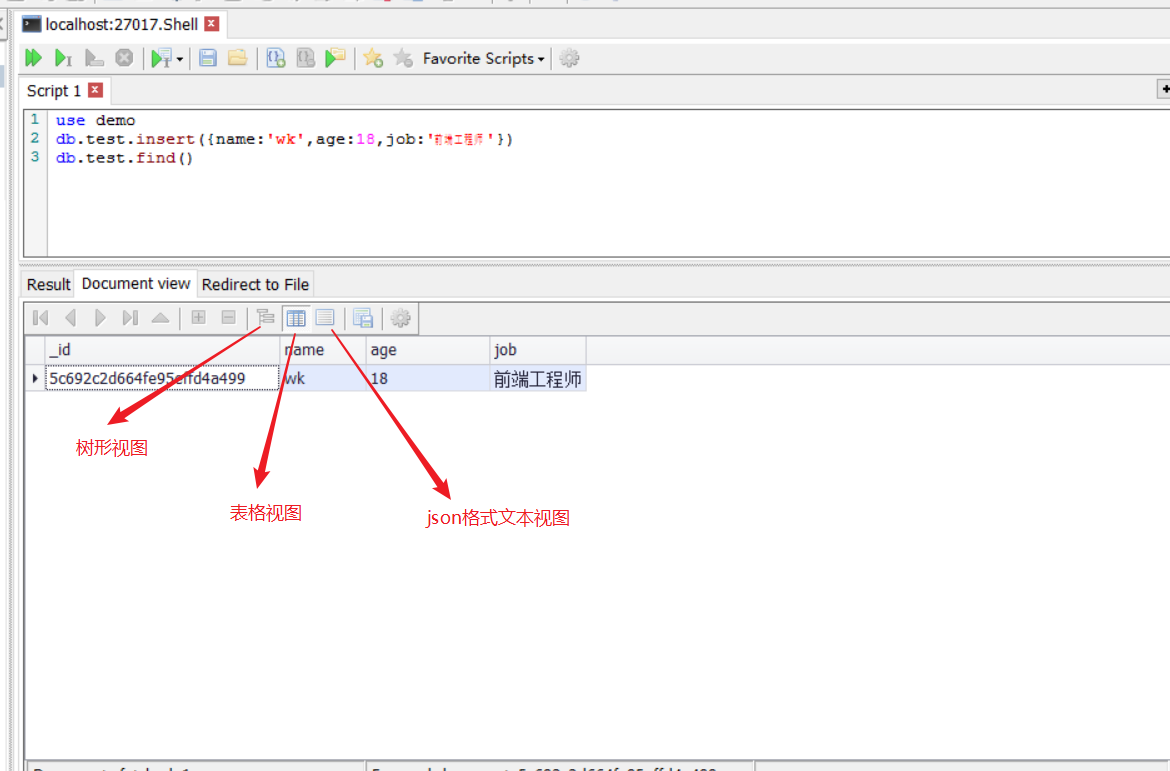 localhost:27017.Shell
Favorite Scripts
Script 1
1 use demo
2 db.test.insert({name:'wk',age:18,job:'前端工程师'})
3 db.test.find()
Result Document view Redirect to File
_id name age job
5c692c2d664fe95effd4a499 wk 18 前端工程师
树形视图
表格视图
json格式文本视图